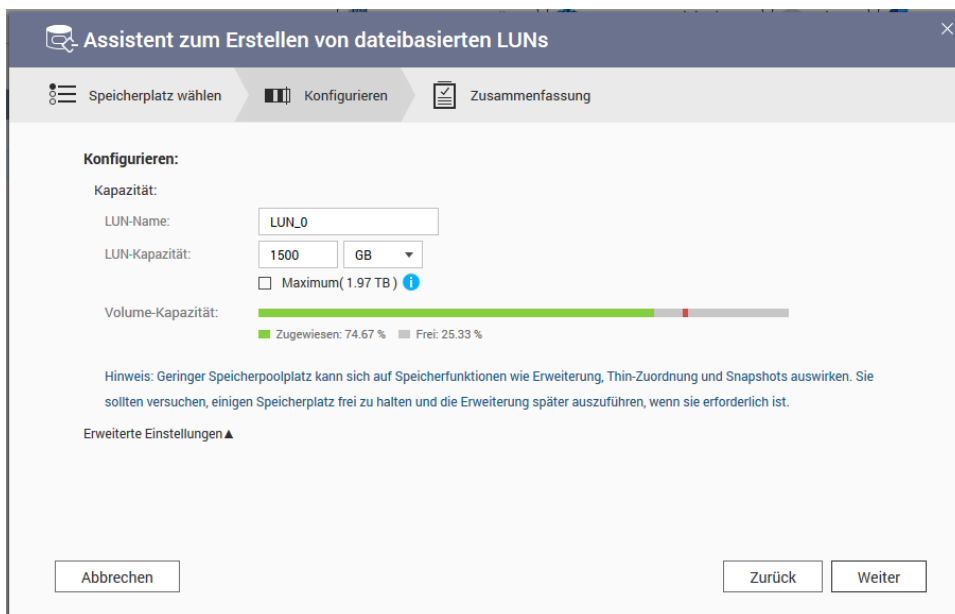 Assistent zum Erstellen von dateibasierten LUNs
Speicherplatz wählen
Konfigurieren
Zusammenfassung
Konfigurieren:
Kapazität:
LUN-Name:
LUN_0
LUN-Kapazität:
1500
GB
Maximum( 1.97 TB )
Volume-Kapazität:
Zugewiesen: 74.67 %
Frei: 25.33 %
Hinweis: Geringer Speicherpoolplatz kann sich auf Speicherfunktionen wie Erweiterung, Thin-Zuordnung und Snapshots auswirken. Sie
sollten versuchen, einigen Speicherplatz frei zu halten und die Erweiterung später auszuführen, wenn sie erforderlich ist.
Erweiterte Einstellungen▲
Abbrechen
Zurück
Weiter